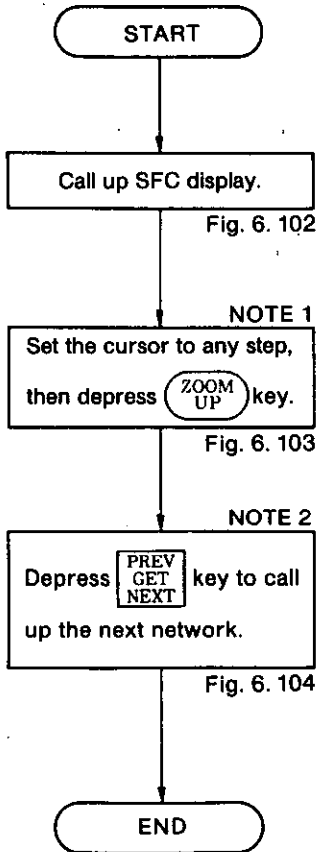 START
Call up SFC display.
Fig. 6. 102
NOTE 1
Set the cursor to any step,
then depress ZOOM UP key.
Fig. 6. 103
NOTE 2
Depress PREV GET NEXT key to call
up the next network.
Fig. 6. 104
END